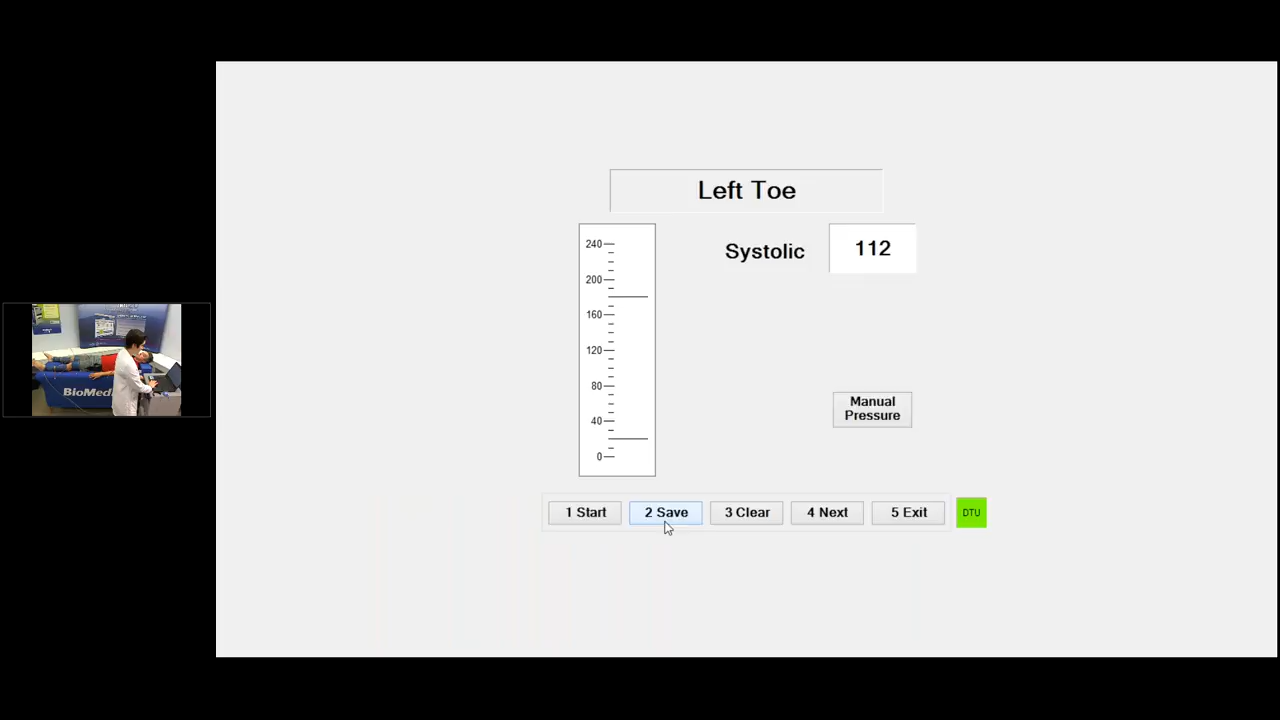 Left Toe
Systolic 112
240
200
160
120
80
40
0
Manual
Pressure
1 Start 2 Save 3 Clear 4 Next 5 Exit DTU
BioMed